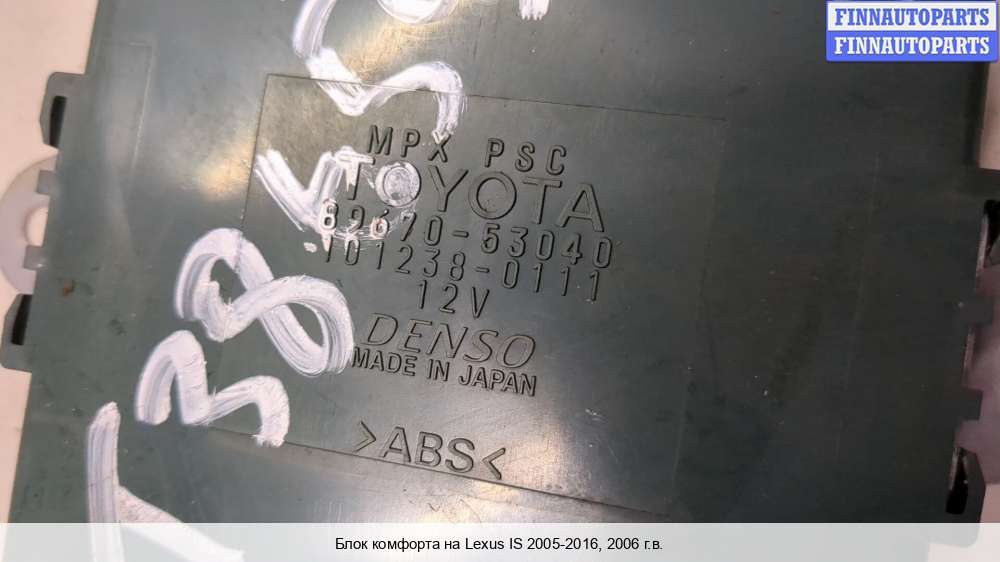 FINNAUTOPARTS
FINNAUTOPARTS
MPX PSC
TOYOTA
89670-53040
101238-0111
12V
DENSO
MADE IN JAPAN
>ABS<
Блок комфорта на Lexus IS 2005-2016, 2006 г.в.